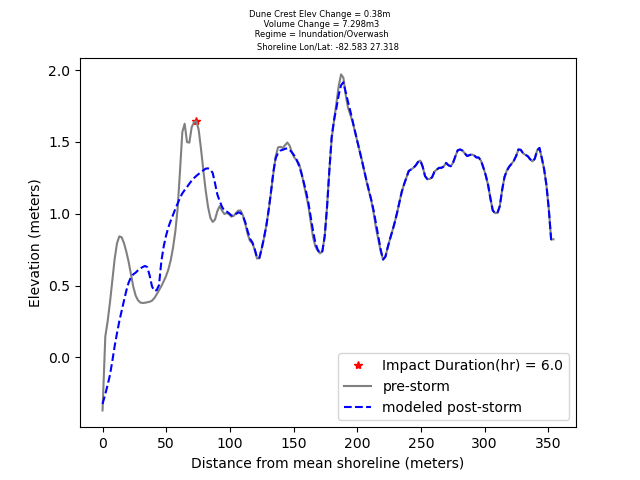 Dune Crest Elev Change = 0.38m
Volume Change = 7.298m3
Regime = Inundation/Overwash
Shoreline Lon/Lat: -82.583 27.318
2.0
1.5
1.0
0.5
0.0
Elevation (meters)
Impact Duration(hr) = 6.0
pre-storm
modeled post-storm
0 50 100 150 200 250 300 350
Distance from mean shoreline (meters)